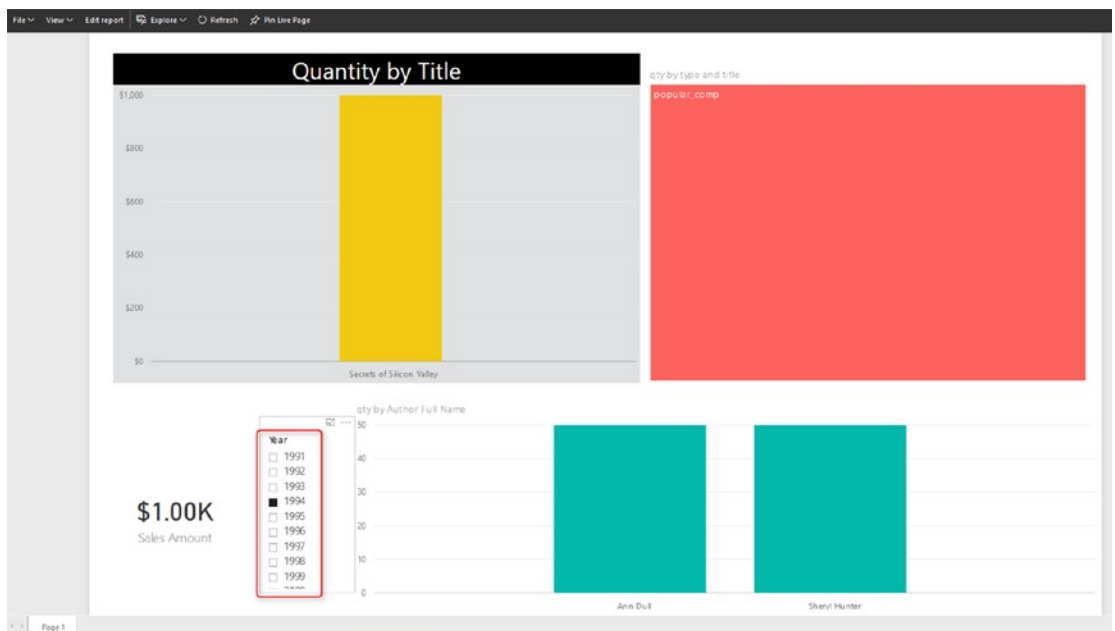 File View Edit report Explore Refresh Pin Live Page
Quantity by Title
$1,000
$800
$600
$400
$200
$0
Secrets of Silicon Valley
qty by type and title
popular_comp
$1.00K
Sales Amount
Year
1991
1992
1993
1994
1995
1996
1997
1998
1999
qty by Author Full Name
50
40
30
20
10
0
Ann Dull Sheryl Hunter
Page 1